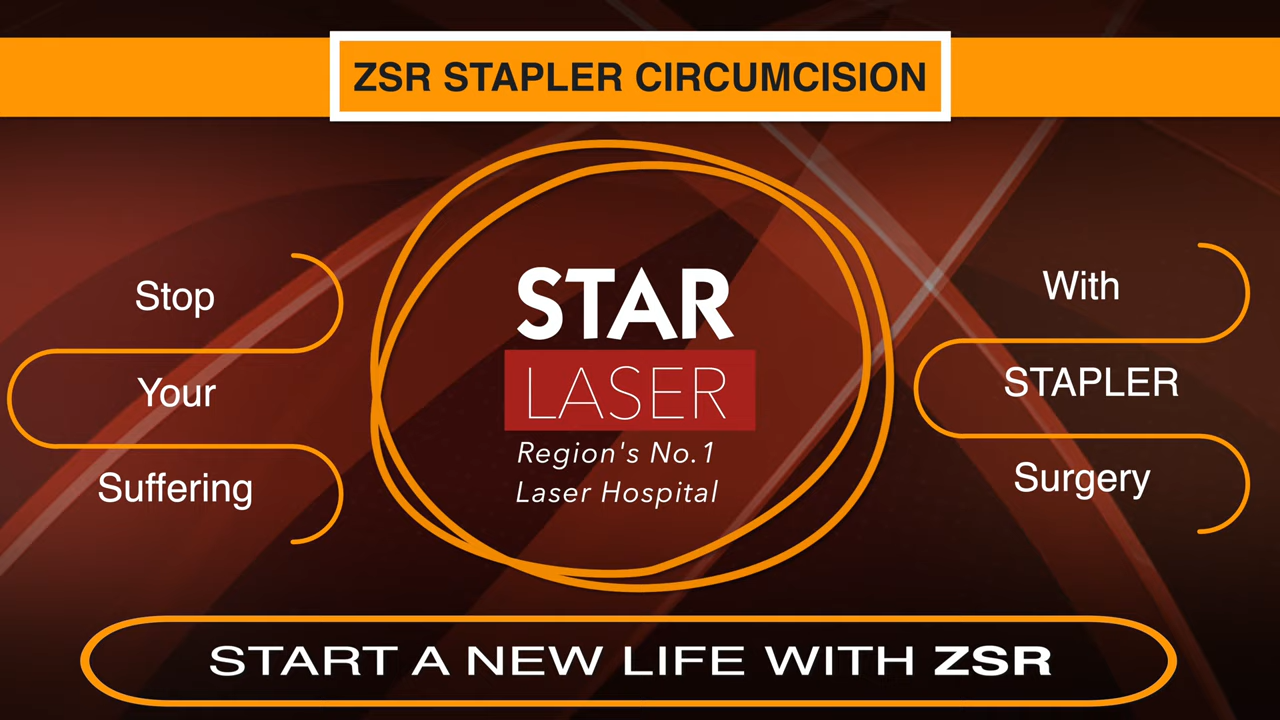 ZSR STAPLER CIRCUMCISION
Stop
Your
Suffering
STAR
LASER
Region's No.1
Laser Hospital
With
STAPLER
Surgery
START A NEW LIFE WITH ZSR